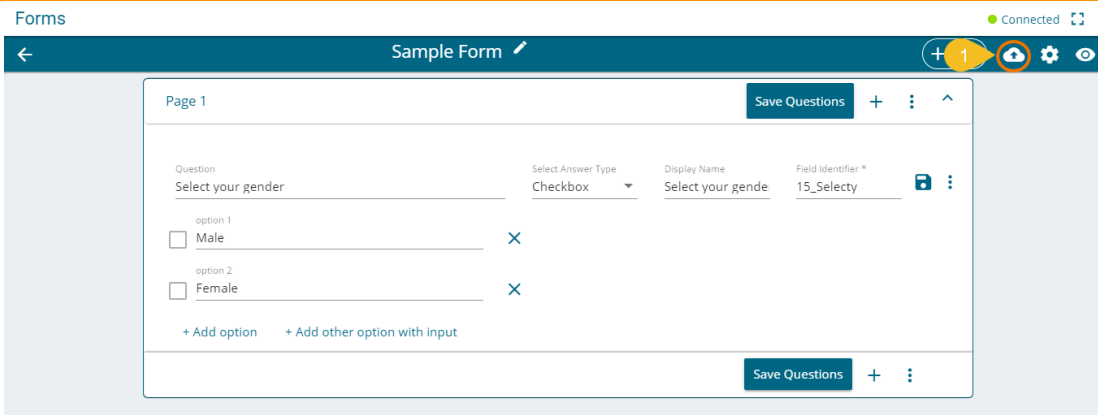 Forms
Connected
Sample Form
1
Page 1
Save Questions
Question
Select Answer Type
Display Name
Field Identifier *
Select your gender
Checkbox
Select your gende
15_Selecty
option 1
Male
option 2
Female
+ Add option
+ Add other option with input
Save Questions